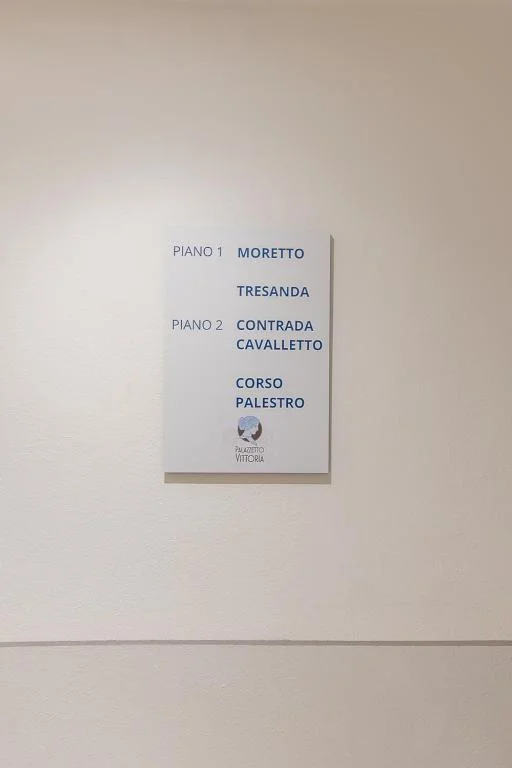 PIANO 1 MORETTO
TRESANDA
PIANO 2 CONTRADA
CAVALLETTO
CORSO
PALESTRO
PALAZZETTO
VITTORIA